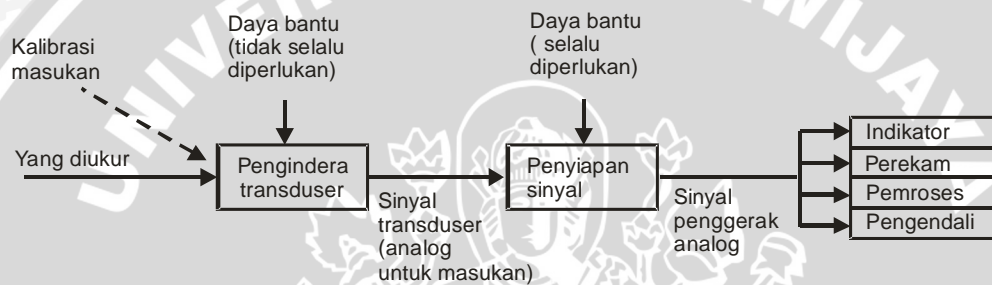 Kalibrasi
masukan
Daya bantu
(tidak selalu
diperlukan)
Daya bantu
( selalu
diperlukan)
Yang diukur
Pengindera
transduser
Sinyal
transduser
(analog
untuk masukan)
Penyiapan
sinyal
Sinyal
penggerak
analog
Indikator
Perekam
Pemroses
Pengendali